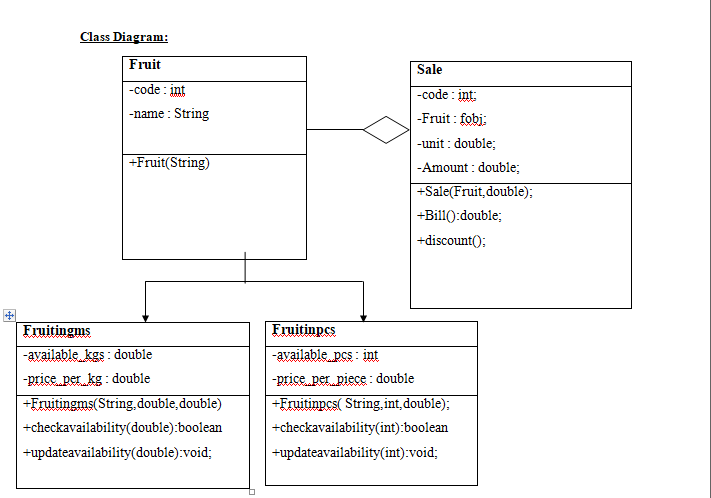 Class Diagram:
Fruit
-code : int
-name : String
+Fruit(String)
Sale
-code : int;
-Fruit : fobj;
-unit : double;
-Amount : double;
+Sale(Fruit,double);
+Bill():double;
+discount();
Fruitingms
-available_kgs : double
-price_per_kg : double
+Fruitingms(String,double,double)
+checkavailability(double):boolean
+updateavailability(double):void;
Fruitinpcs
-available_pcs : int
-price_per_piece : double
+Fruitinpcs( String,int,double);
+checkavailability(int):boolean
+updateavailability(int):void;